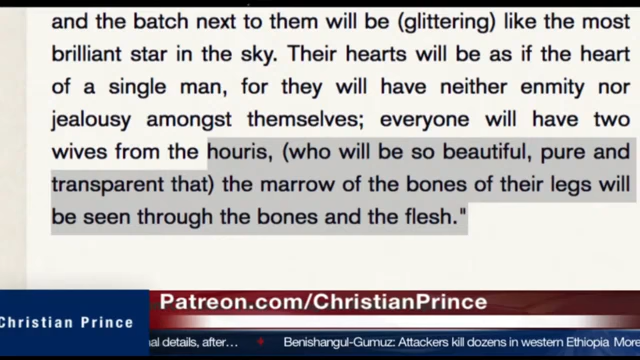 and the batch next to them will be (glittering) like the most
brilliant star in the sky. Their hearts will be as if the heart
of a single man, for they will have neither enmity nor
jealousy amongst themselves; everyone will have two
wives from the houris, (who will be so beautiful, pure and
transparent that) the marrow of the bones of their legs will
be seen through the bones and the flesh."
Patreon.com/ChristianPrince
Christian Prince
nal details, after... Benishangul-Gumuz: Attackers kill dozens in western Ethiopia More